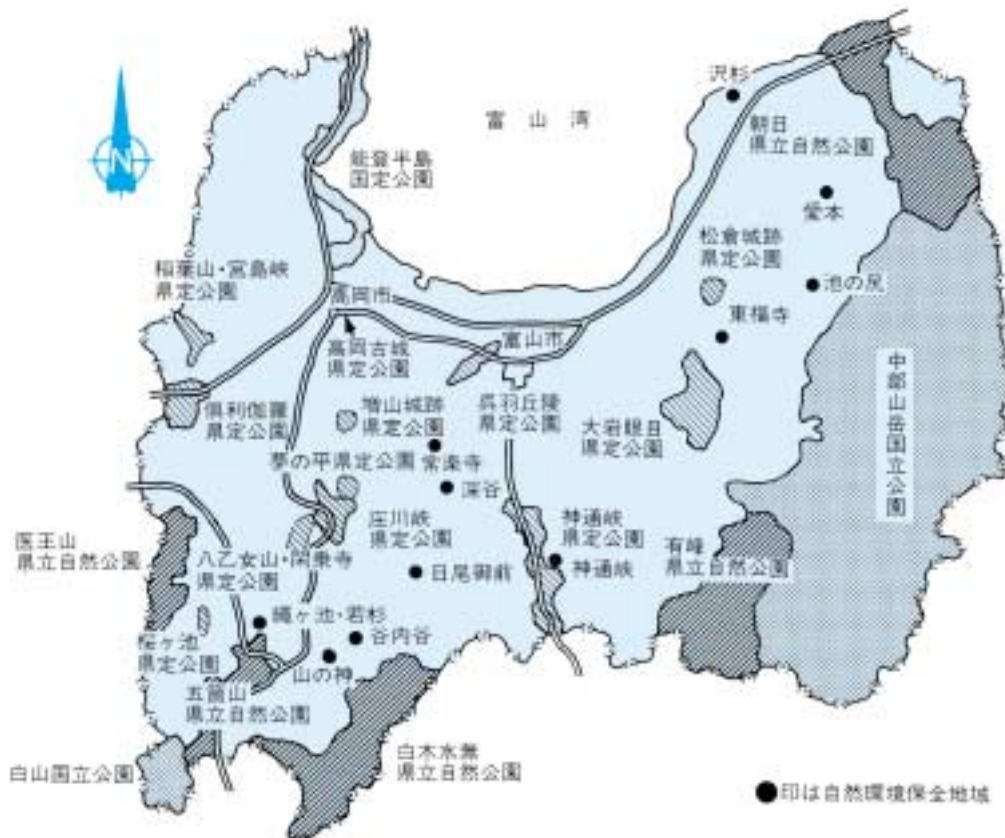 沢杉
富山湾
朝日
県立自然公園
能登半島
国定公園
愛本
松倉城跡
県定公園
稲葉山・宮島峡
県定公園
池の尻
高岡市
東福寺
富山市
高岡古城
県定公園
中部山岳国立公園
倶利伽羅
県定公園
増山城跡
県定公園
呉羽丘陵
県定公園
大岩眼目
県定公園
夢の平県定公園
常楽寺
深谷
庄川峡
県定公園
神通峡
県定公園
医王山
県立自然公園
八乙女山・閑乗寺
県定公園
有峰
県立自然公園
日尾御前
神通峡
縄ヶ池・若杉
谷内谷
桜ヶ池
県定公園
山の神
五箇山
県立自然公園
白山国立公園
白木水無
県立自然公園
●印は自然環境保全地域
N